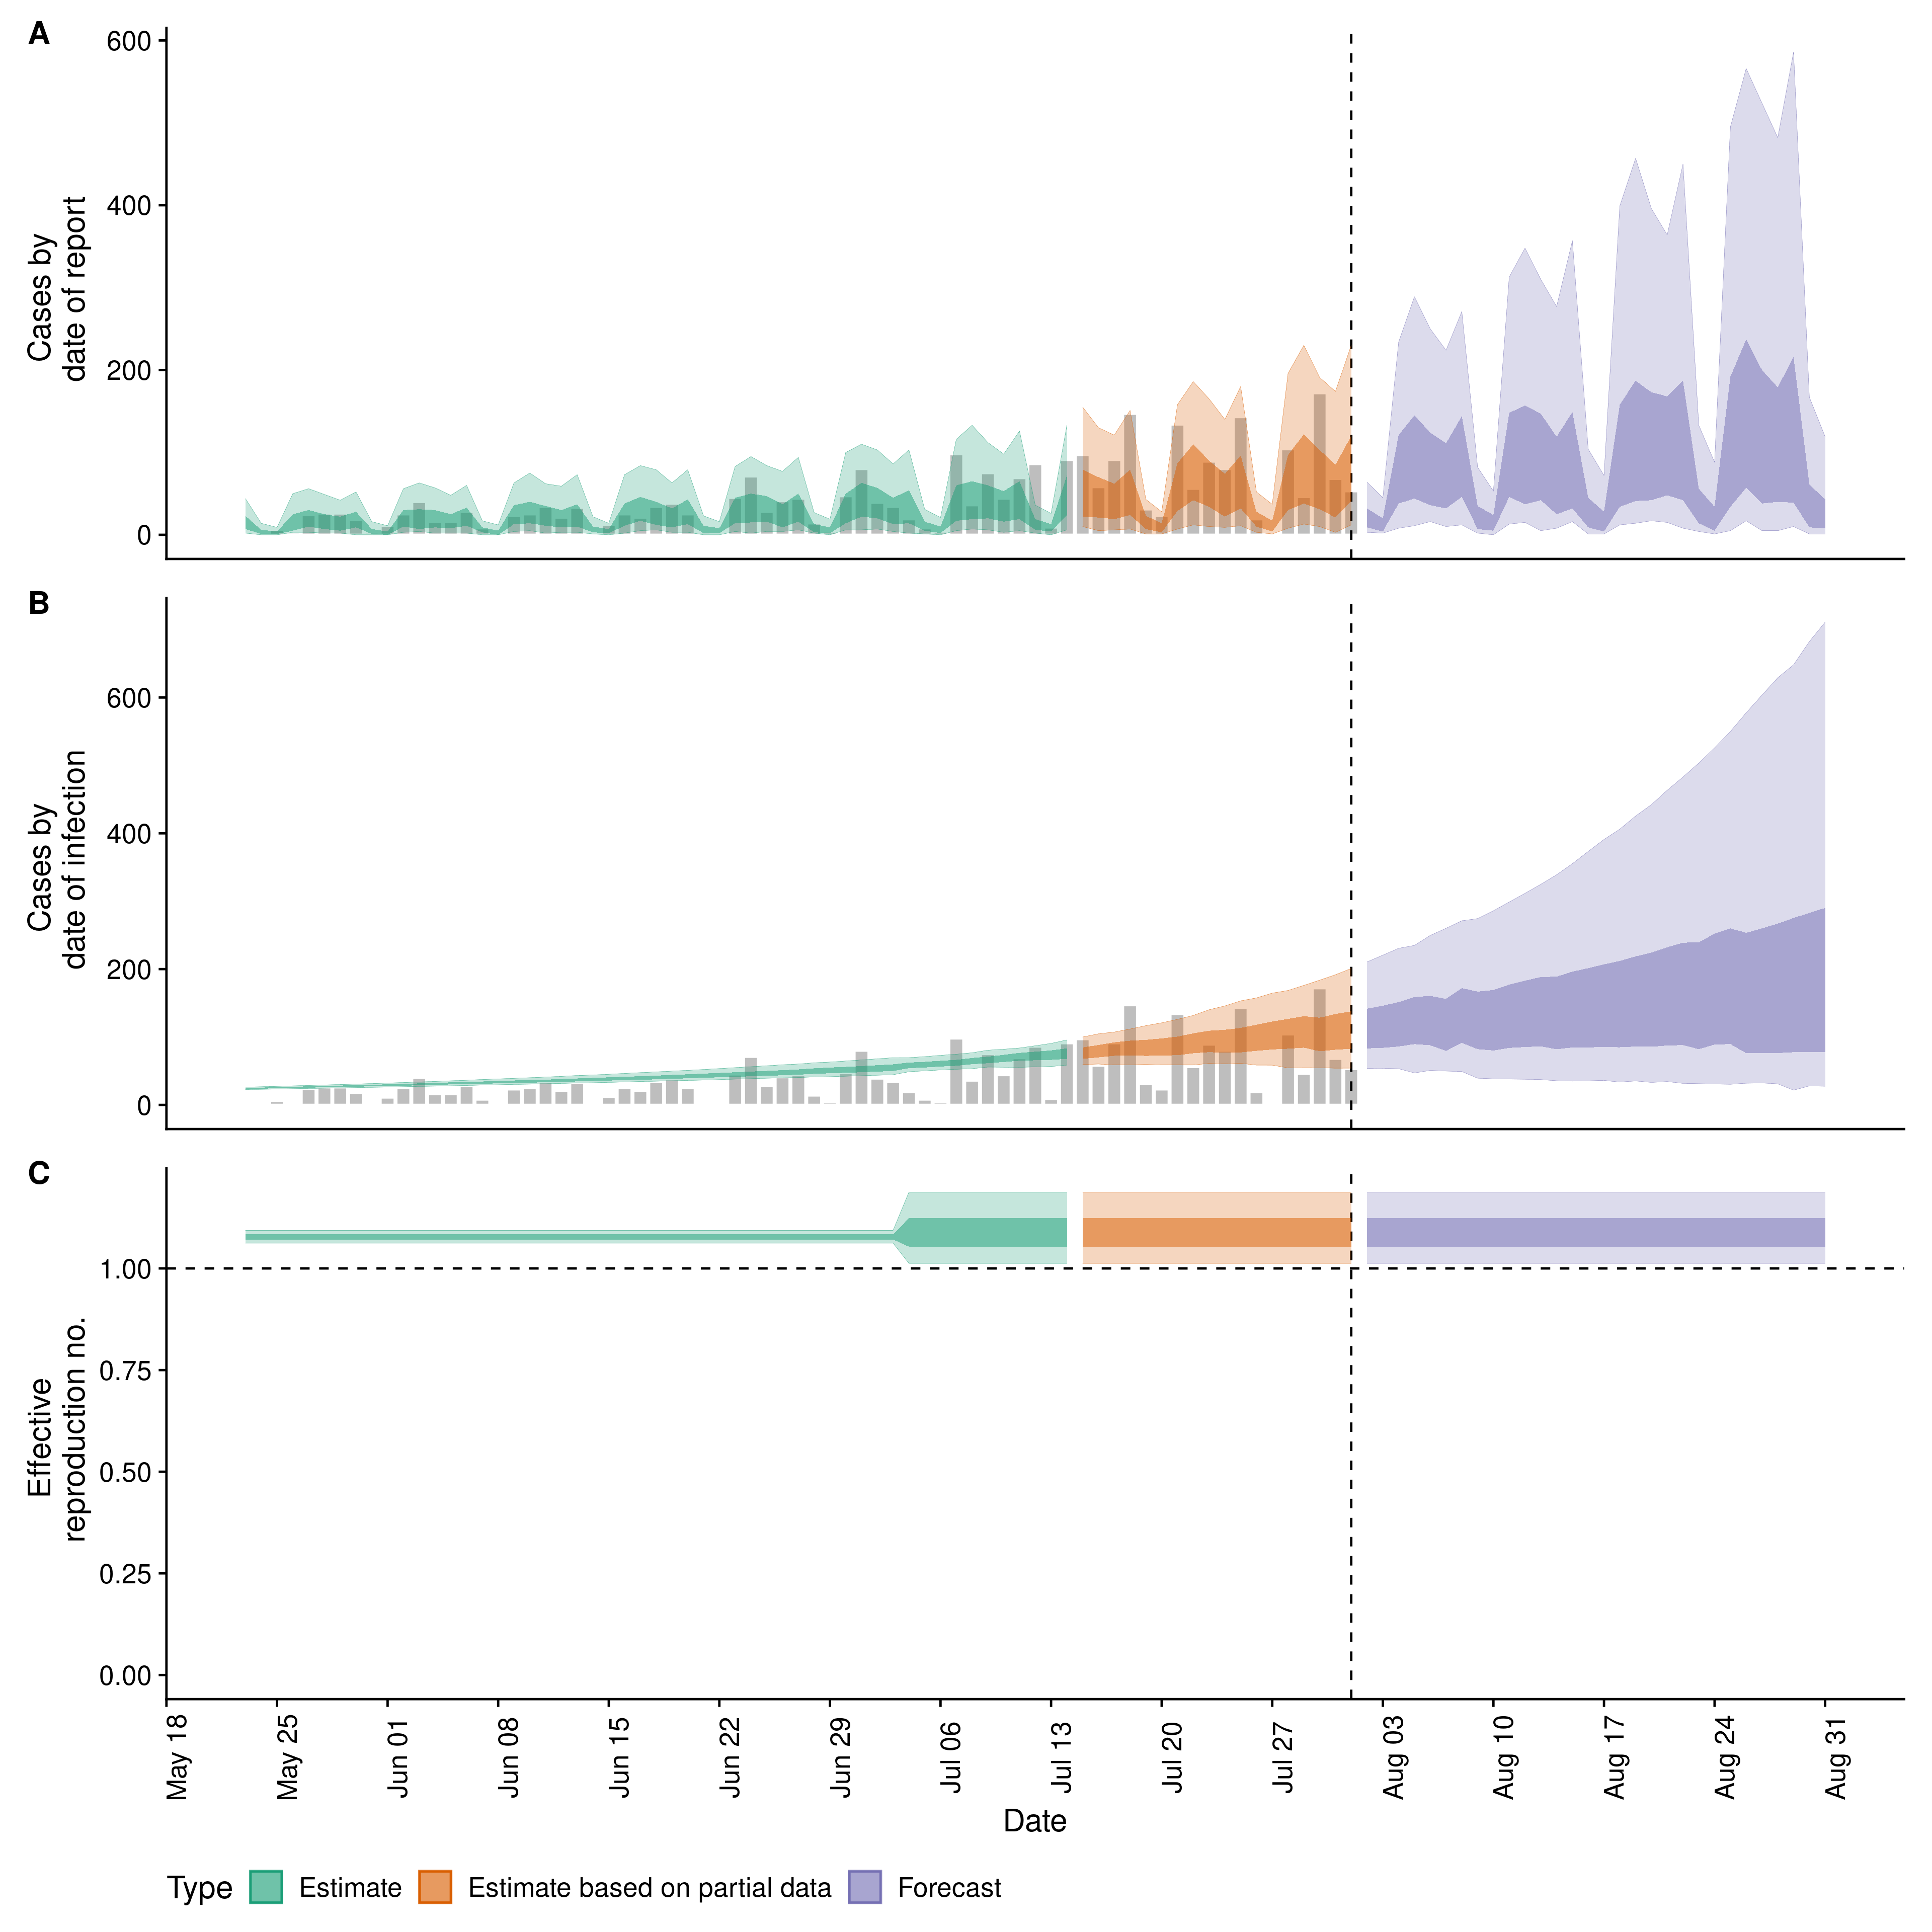 A
600
400
200
0
Cases by
date of report
B
600
400
200
0
Cases by
date of infection
C
1.00
0.75
0.50
0.25
0.00
Effective
reproduction no.
May 18
May 25
Jun 01
Jun 08
Jun 15
Jun 22
Jun 29
Jul 06
Jul 13
Jul 20
Jul 27
Aug 03
Aug 10
Aug 17
Aug 24
Aug 31
Date
Type Estimate Estimate based on partial data Forecast